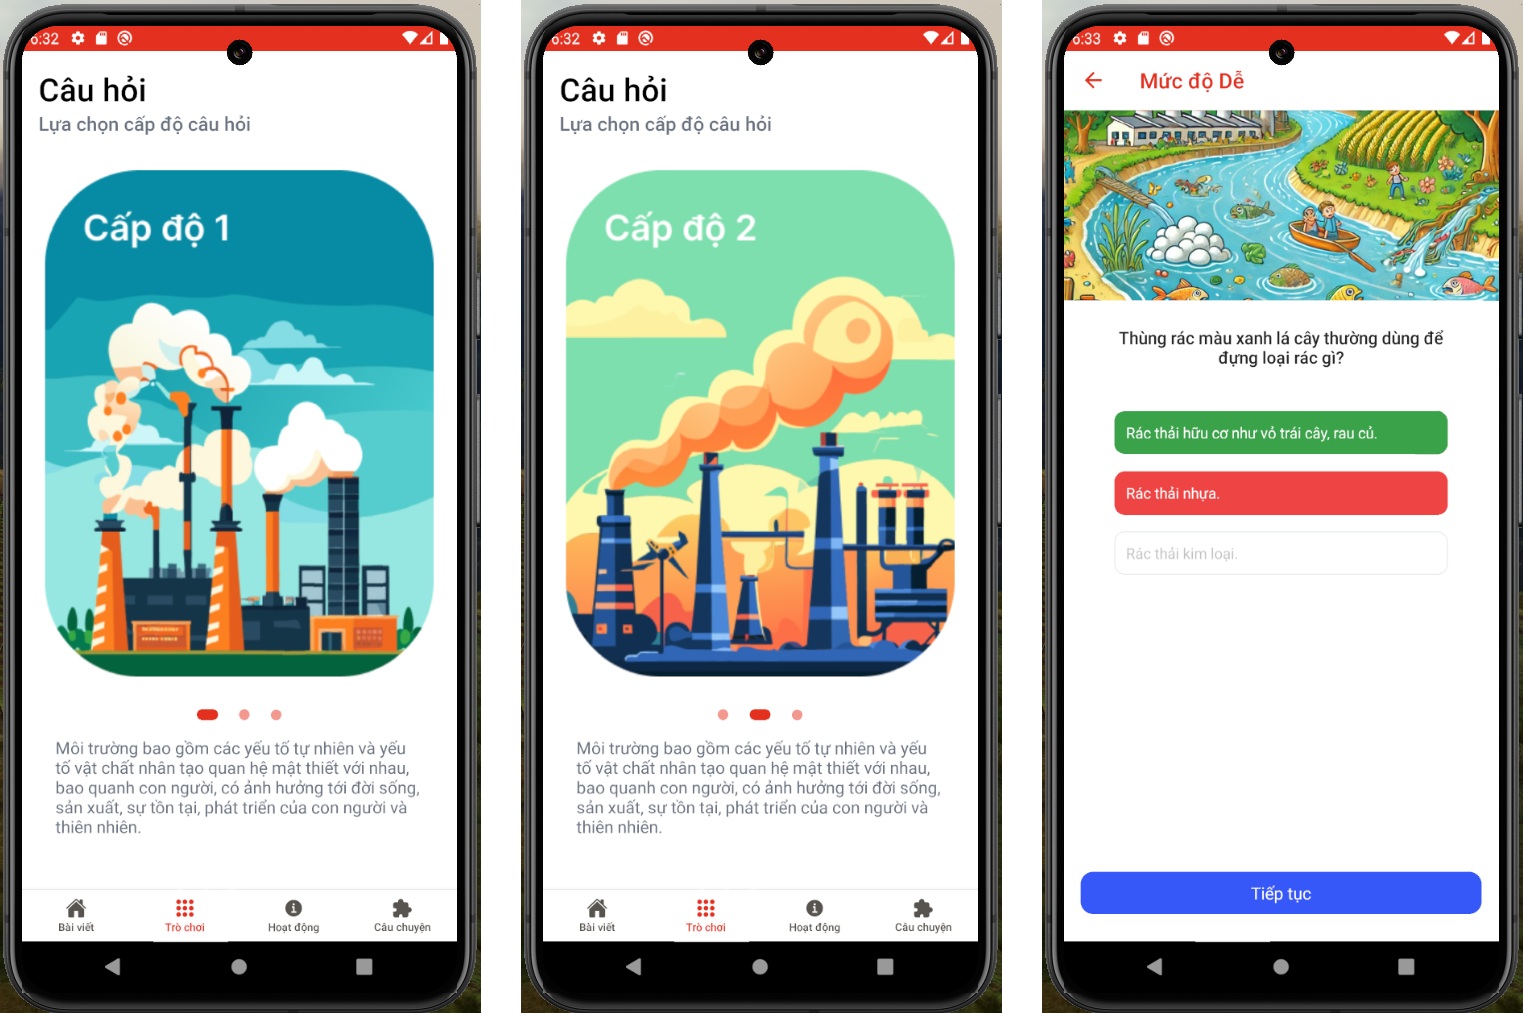 6:32
Câu hỏi
Lựa chọn cấp độ câu hỏi
Cấp độ 1
Môi trường bao gồm các yếu tố tự nhiên và yếu
tố vật chất nhân tạo quan hệ mật thiết với nhau,
bao quanh con người, có ảnh hưởng tới đời sống,
sản xuất, sự tồn tại, phát triển của con người và
thiên nhiên.
Bài viết
Trò chơi
Hoạt động
Câu chuyện
6:32
Câu hỏi
Lựa chọn cấp độ câu hỏi
Cấp độ 2
Môi trường bao gồm các yếu tố tự nhiên và yếu
tố vật chất nhân tạo quan hệ mật thiết với nhau,
bao quanh con người, có ảnh hưởng tới đời sống,
sản xuất, sự tồn tại, phát triển của con người và
thiên nhiên.
Bài viết
Trò chơi
Hoạt động
Câu chuyện
6:33
Mức độ Dễ
Thùng rác màu xanh lá cây thường dùng để
đựng loại rác gì?
Rác thải hữu cơ như vỏ trái cây, rau củ.
Rác thải nhựa.
Rác thải kim loại.
Tiếp tục